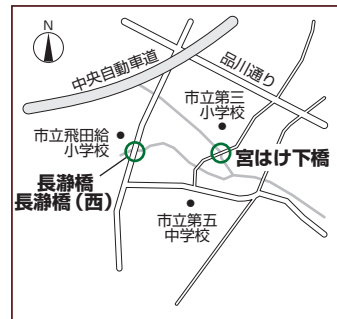 N
中央自動車道
品川通り
市立第三
小学校
市立飛田給
小学校
宮はけ下橋
長瀞橋
長瀞橋(西)
市立第五
中学校